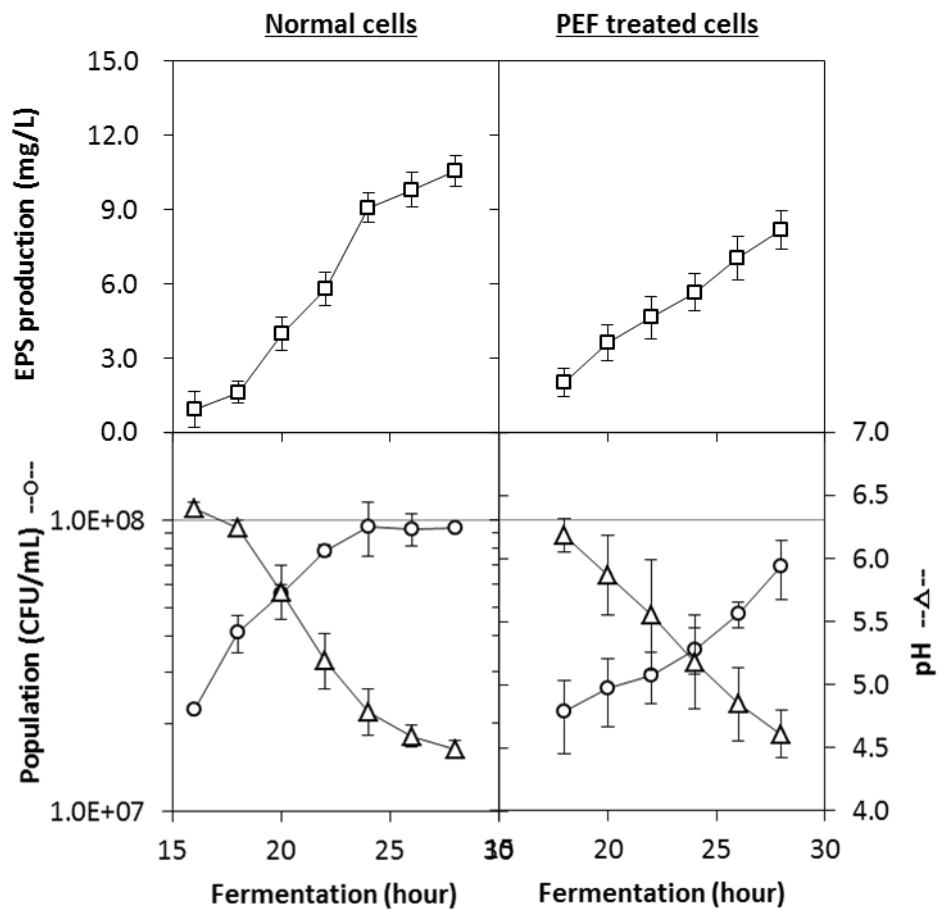 Normal cells
PEF treated cells
EPS production (mg/L)
15.0
12.0
9.0
6.0
3.0
0.0
Population (CFU/mL) --o--
1.0E+08
1.0E+07
7.0
6.5
6.0
5.5
5.0
4.5
4.0
pH --Δ--
15
20
25
30
15
20
25
30
Fermentation (hour)
Fermentation (hour)